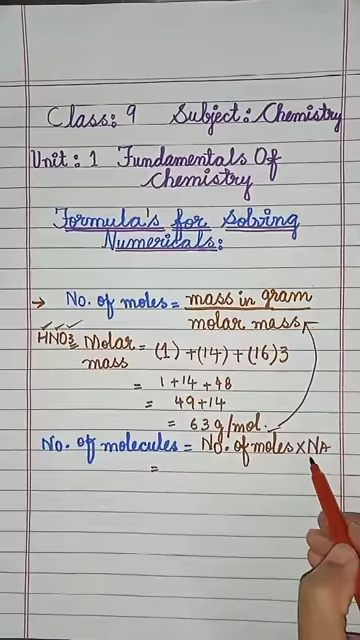 Class: 9 Subject: Chemistry
Unit: 1 Fundamentals Of
Chemistry
Formula's for Solving
Numericals:
→ No. of moles = mass in gram
molar mass
HNO3 Molar mass = (1) + (14) + (16)3
= 1+14+48
= 49+14
= 63g/mol.
No. of molecules = No. of moles × NA
=